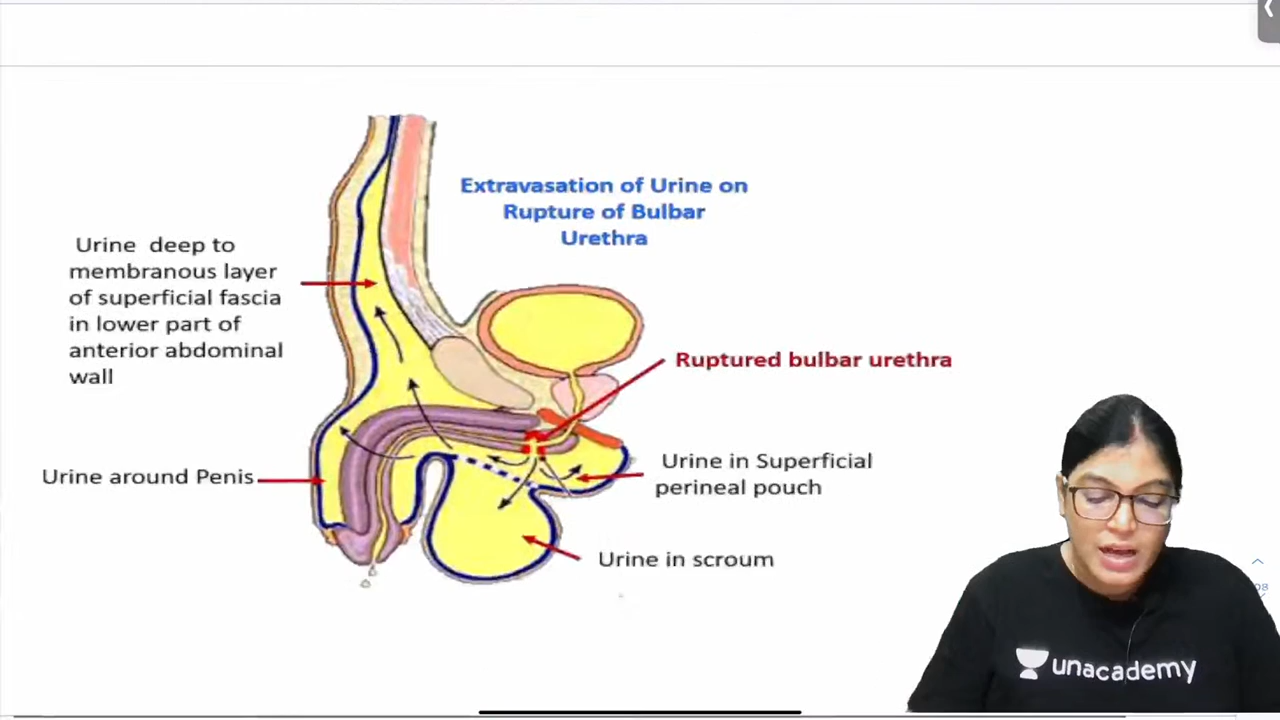 Extravasation of Urine on
Rupture of Bulbar
Urethra
Urine deep to
membranous layer
of superficial fascia
in lower part of
anterior abdominal
wall
Ruptured bulbar urethra
Urine around Penis
Urine in Superficial
perineal pouch
Urine in scroum
unacademy